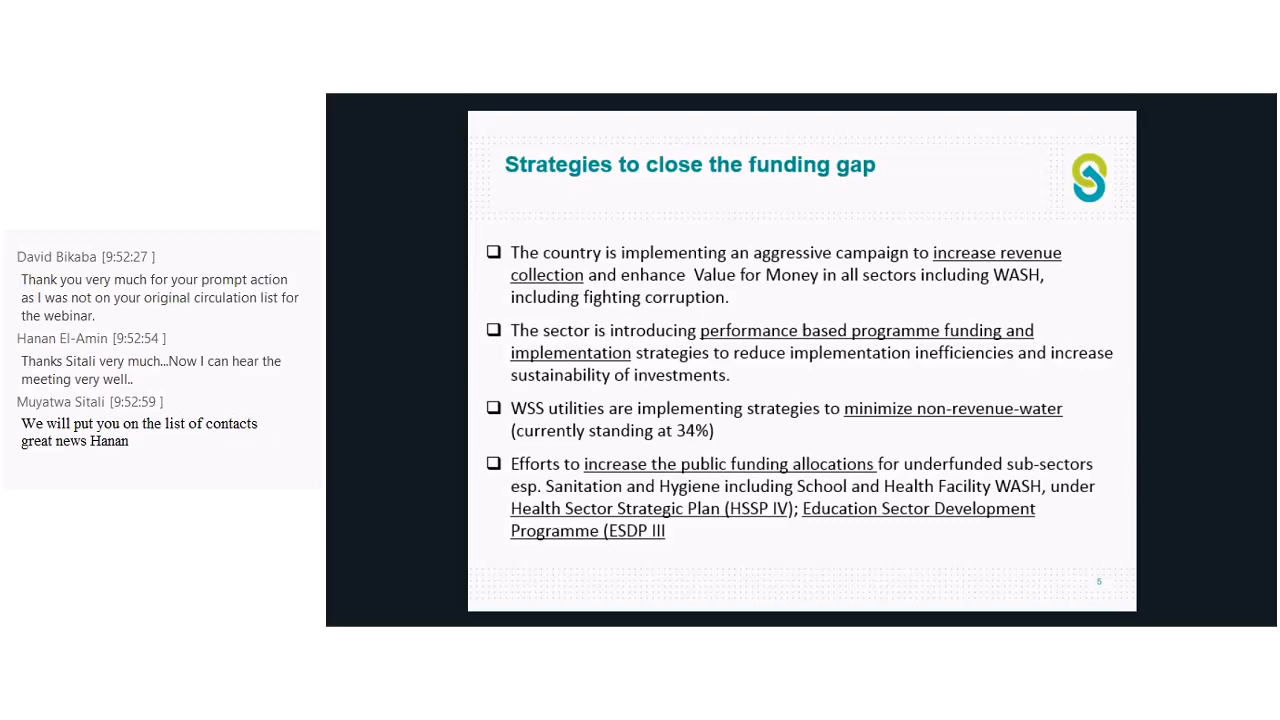 David Bikaba [9:52:27 ]
Thank you very much for your prompt action
as I was not on your original circulation list for
the webinar.
Hanan El-Amin [9:52:54 ]
Thanks Sitali very much...Now I can hear the
meeting very well..
Muyatwa Sitali [9:52:59 ]
We will put you on the list of contacts
great news Hanan
Strategies to close the funding gap
The country is implementing an aggressive campaign to increase revenue
collection and enhance Value for Money in all sectors including WASH,
including fighting corruption.
The sector is introducing performance based programme funding and
implementation strategies to reduce implementation inefficiencies and increase
sustainability of investments.
WSS utilities are implementing strategies to minimize non-revenue-water
(currently standing at 34%)
Efforts to increase the public funding allocations for underfunded sub-sectors
esp. Sanitation and Hygiene including School and Health Facility WASH, under
Health Sector Strategic Plan (HSSP IV); Education Sector Development
Programme (ESDP III
5